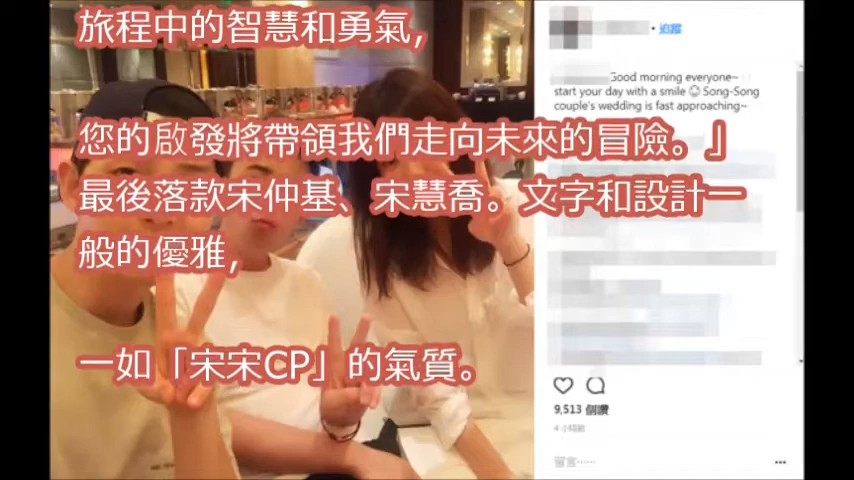 旅程中的智慧和勇氣，
您的啟發將帶領我們走向未來的冒險。』
最後落款宋仲基、宋慧喬。文字和設計一
般的優雅，
一如「宋宋CP」的氣質。
• 追蹤
Good morning everyone~
start your day with a smile 😊 Song-Song
couple's wedding is fast approaching~
9,513 個讚
4 小時前
留言……